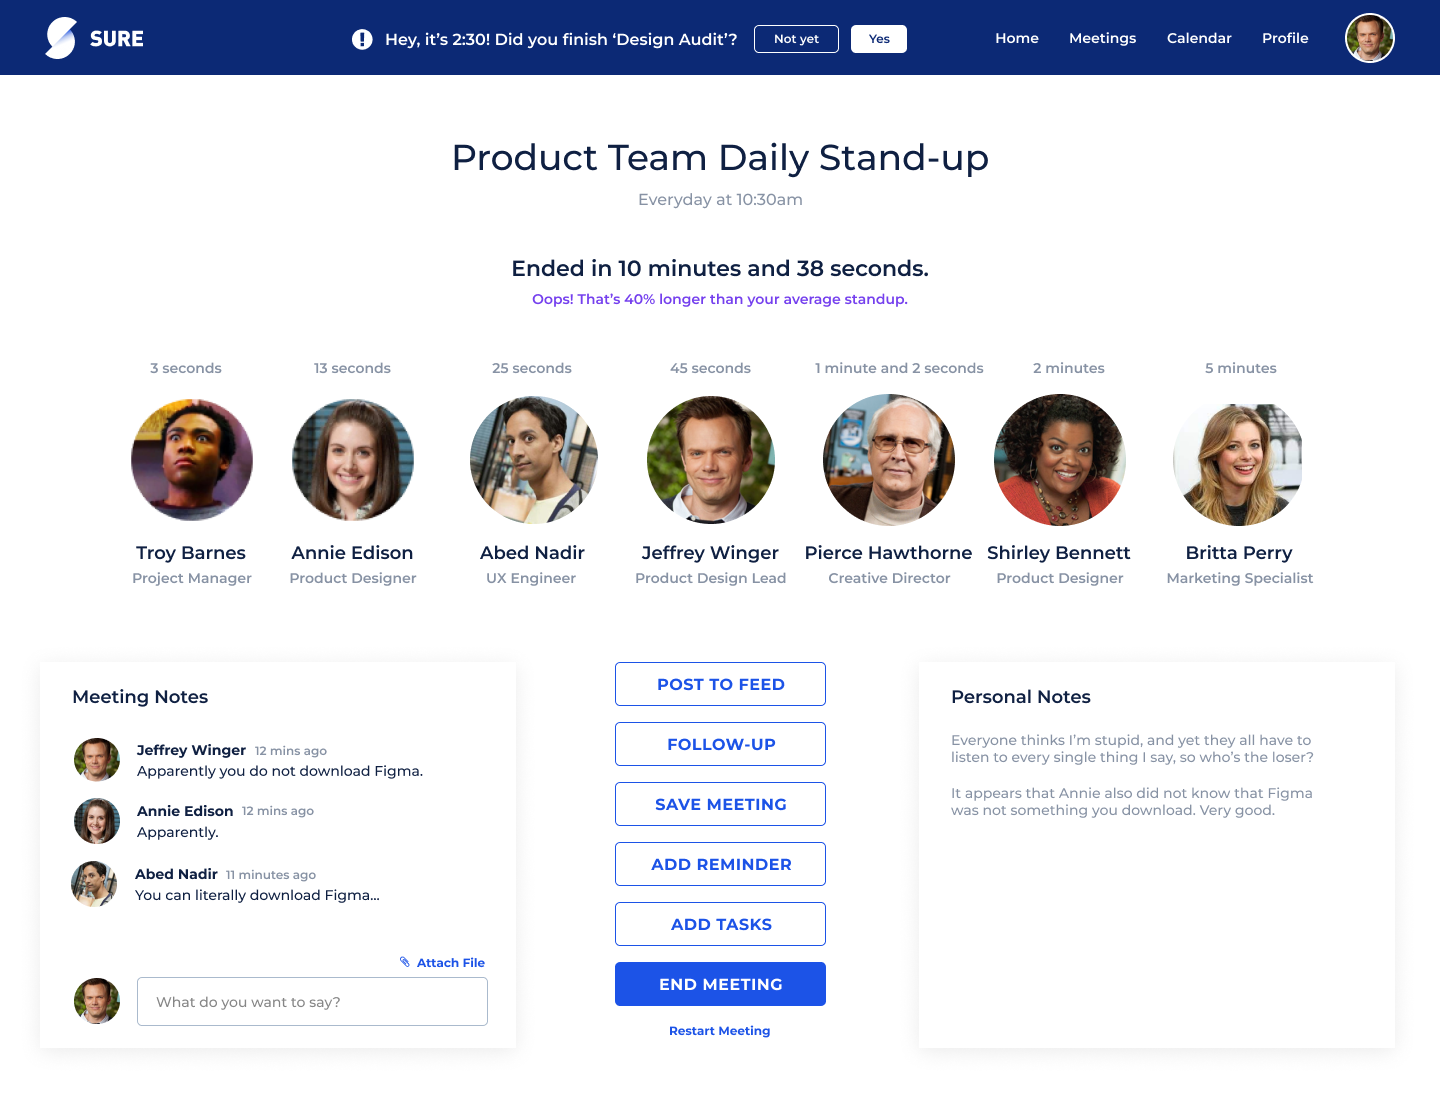 SURE
Hey, it’s 2:30! Did you finish ‘Design Audit’?
Not yet
Yes
Home
Meetings
Calendar
Profile
Product Team Daily Stand-up
Everyday at 10:30am
Ended in 10 minutes and 38 seconds.
Oops! That’s 40% longer than your average standup.
3 seconds
Troy Barnes
Project Manager
13 seconds
Annie Edison
Product Designer
25 seconds
Abed Nadir
UX Engineer
45 seconds
Jeffrey Winger
Product Design Lead
1 minute and 2 seconds
Pierce Hawthorne
Creative Director
2 minutes
Shirley Bennett
Product Designer
5 minutes
Britta Perry
Marketing Specialist
Meeting Notes
Jeffrey Winger 12 mins ago
Apparently you do not download Figma.
Annie Edison 12 mins ago
Apparently.
Abed Nadir 11 minutes ago
You can literally download Figma...
Attach File
What do you want to say?
POST TO FEED
FOLLOW-UP
SAVE MEETING
ADD REMINDER
ADD TASKS
END MEETING
Restart Meeting
Personal Notes
Everyone thinks I’m stupid, and yet they all have to
listen to every single thing I say, so who’s the loser?
It appears that Annie also did not know that Figma
was not something you download. Very good.